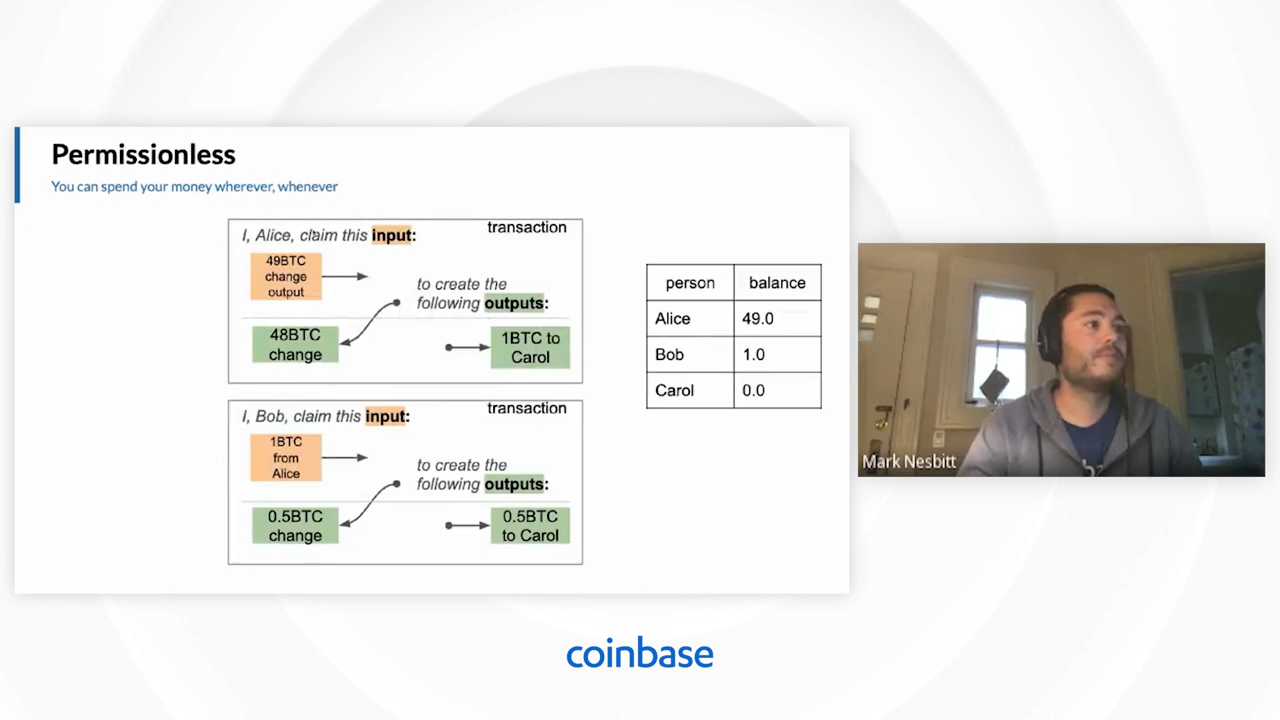 Permissionless
You can spend your money wherever, whenever
I, Alice, claim this input:
transaction
49BTC
change
output
to create the
following outputs:
48BTC
change
1BTC to
Carol
I, Bob, claim this input:
transaction
1BTC
from
Alice
to create the
following outputs:
0.5BTC
change
0.5BTC
to Carol
person balance
Alice 49.0
Bob 1.0
Carol 0.0
Mark Nesbitt
coinbase